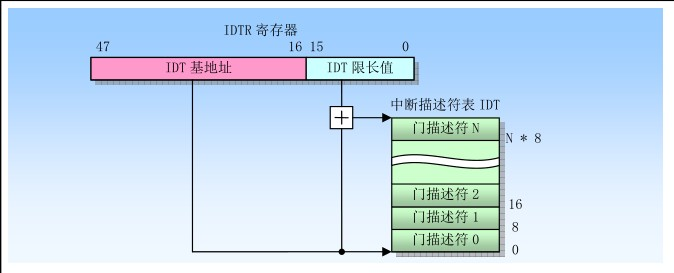 IDTR 寄存器
47 16 15 0
IDT 基地址 IDT 限长值
中断描述符表 IDT
门描述符 N
N * 8
门描述符 2
16
门描述符 1
8
门描述符 0
0